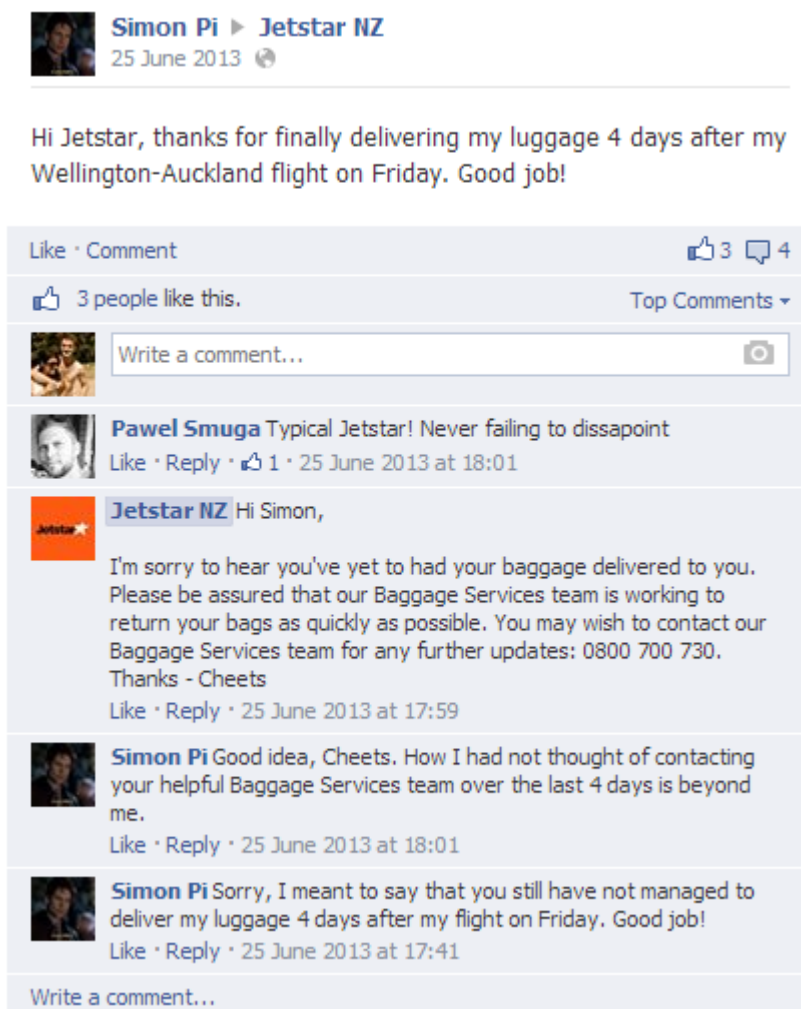 Simon Pi ▶ Jetstar NZ
25 June 2013
Hi Jetstar, thanks for finally delivering my luggage 4 days after my
Wellington-Auckland flight on Friday. Good job!
Like · Comment 3 4
3 people like this. Top Comments
Write a comment...
Pawel Smuga Typical Jetstar! Never failing to dissapoint
Like · Reply · 1 · 25 June 2013 at 18:01
Jetstar
Jetstar NZ Hi Simon,
I'm sorry to hear you've yet to had your baggage delivered to you.
Please be assured that our Baggage Services team is working to
return your bags as quickly as possible. You may wish to contact our
Baggage Services team for any further updates: 0800 700 730.
Thanks - Cheets
Like · Reply · 25 June 2013 at 17:59
Simon Pi Good idea, Cheets. How I had not thought of contacting
your helpful Baggage Services team over the last 4 days is beyond
me.
Like · Reply · 25 June 2013 at 18:01
Simon Pi Sorry, I meant to say that you still have not managed to
deliver my luggage 4 days after my flight on Friday. Good job!
Like · Reply · 25 June 2013 at 17:41
Write a comment...